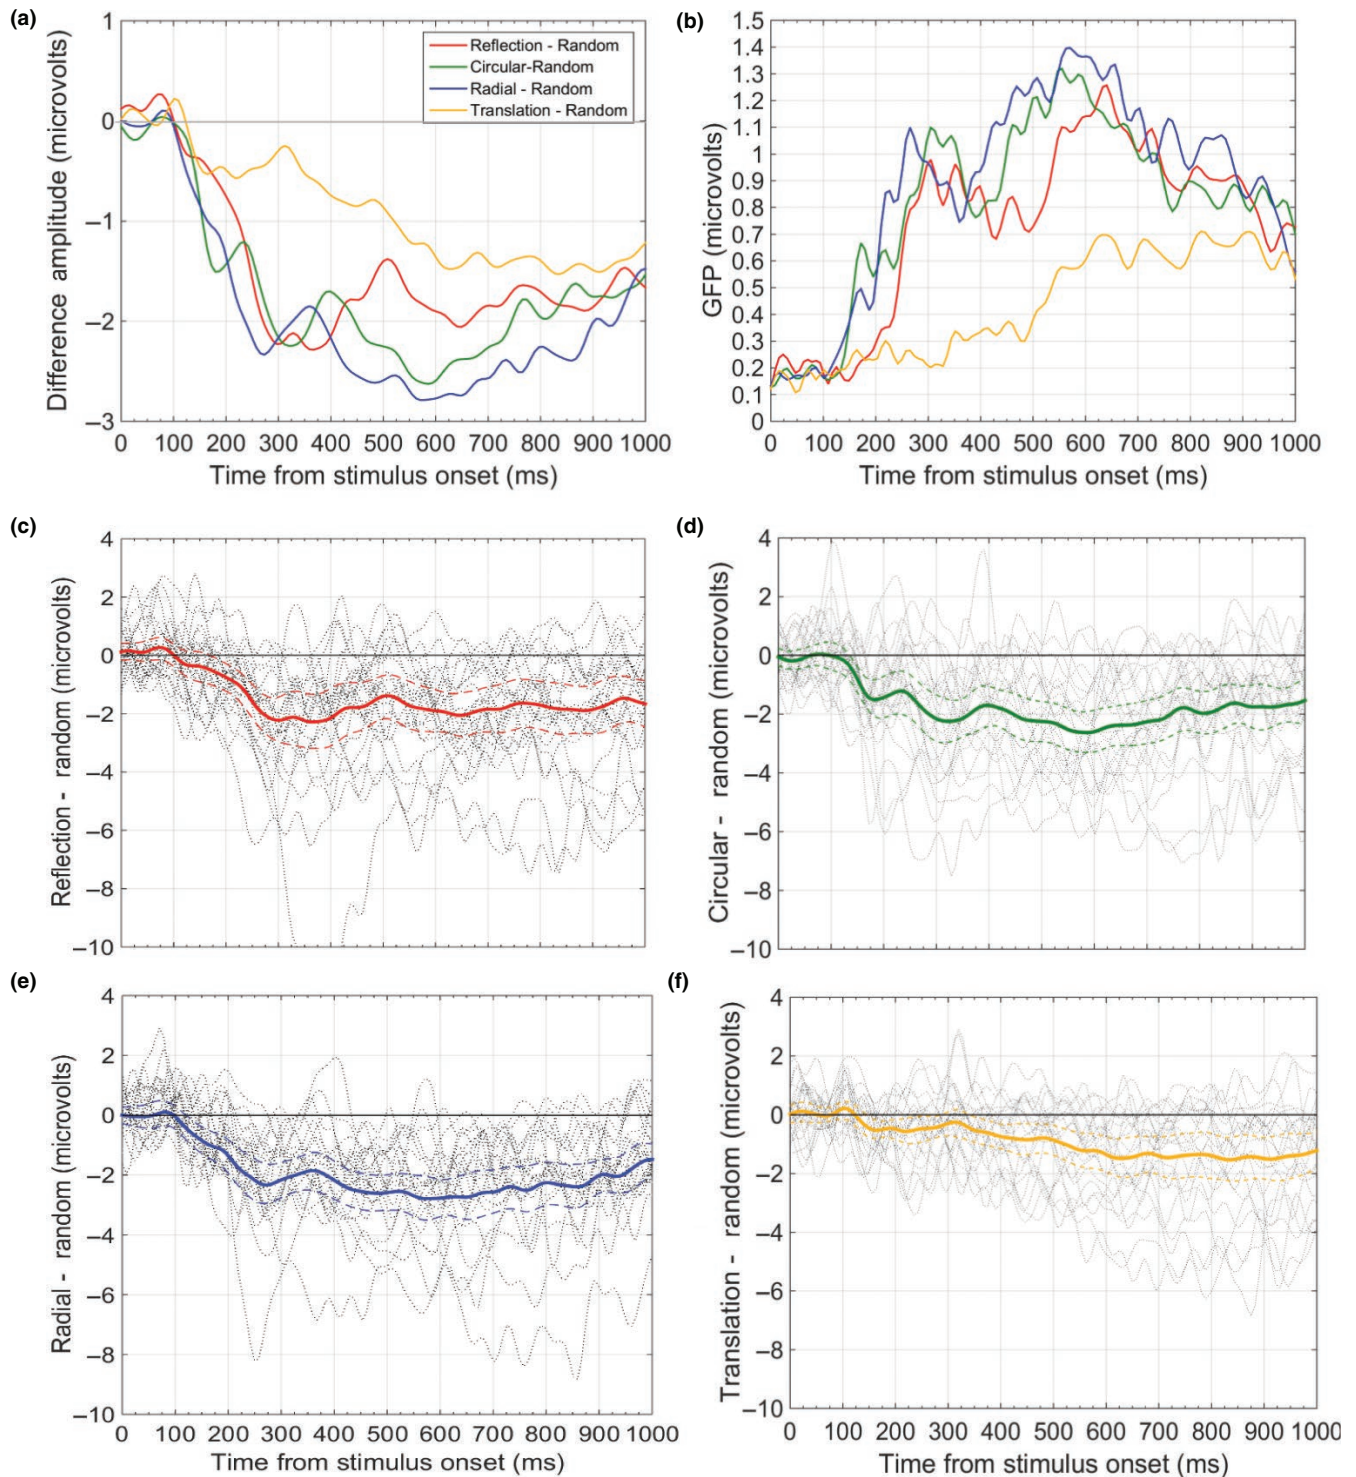 (a)
Difference amplitude (microvolts)
1
0
–1
–2
–3
Reflection - Random
Circular-Random
Radial - Random
Translation - Random
0 100 200 300 400 500 600 700 800 900 1000
Time from stimulus onset (ms)
(b)
GFP (microvolts)
1.5
1.4
1.3
1.2
1.1
1
0.9
0.8
0.7
0.6
0.5
0.4
0.3
0.2
0.1
0
0 100 200 300 400 500 600 700 800 900 1000
Time from stimulus onset (ms)
(c)
Reflection - random (microvolts)
4
2
0
–2
–4
–6
–8
–10
(d)
Circular - random (microvolts)
4
2
0
–2
–4
–6
–8
–10
(e)
Radial - random (microvolts)
4
2
0
–2
–4
–6
–8
–10
0 100 200 300 400 500 600 700 800 900 1000
Time from stimulus onset (ms)
(f)
Translation - random (microvolts)
4
2
0
–2
–4
–6
–8
–10
0 100 200 300 400 500 600 700 800 900 1000
Time from stimulus onset (ms)